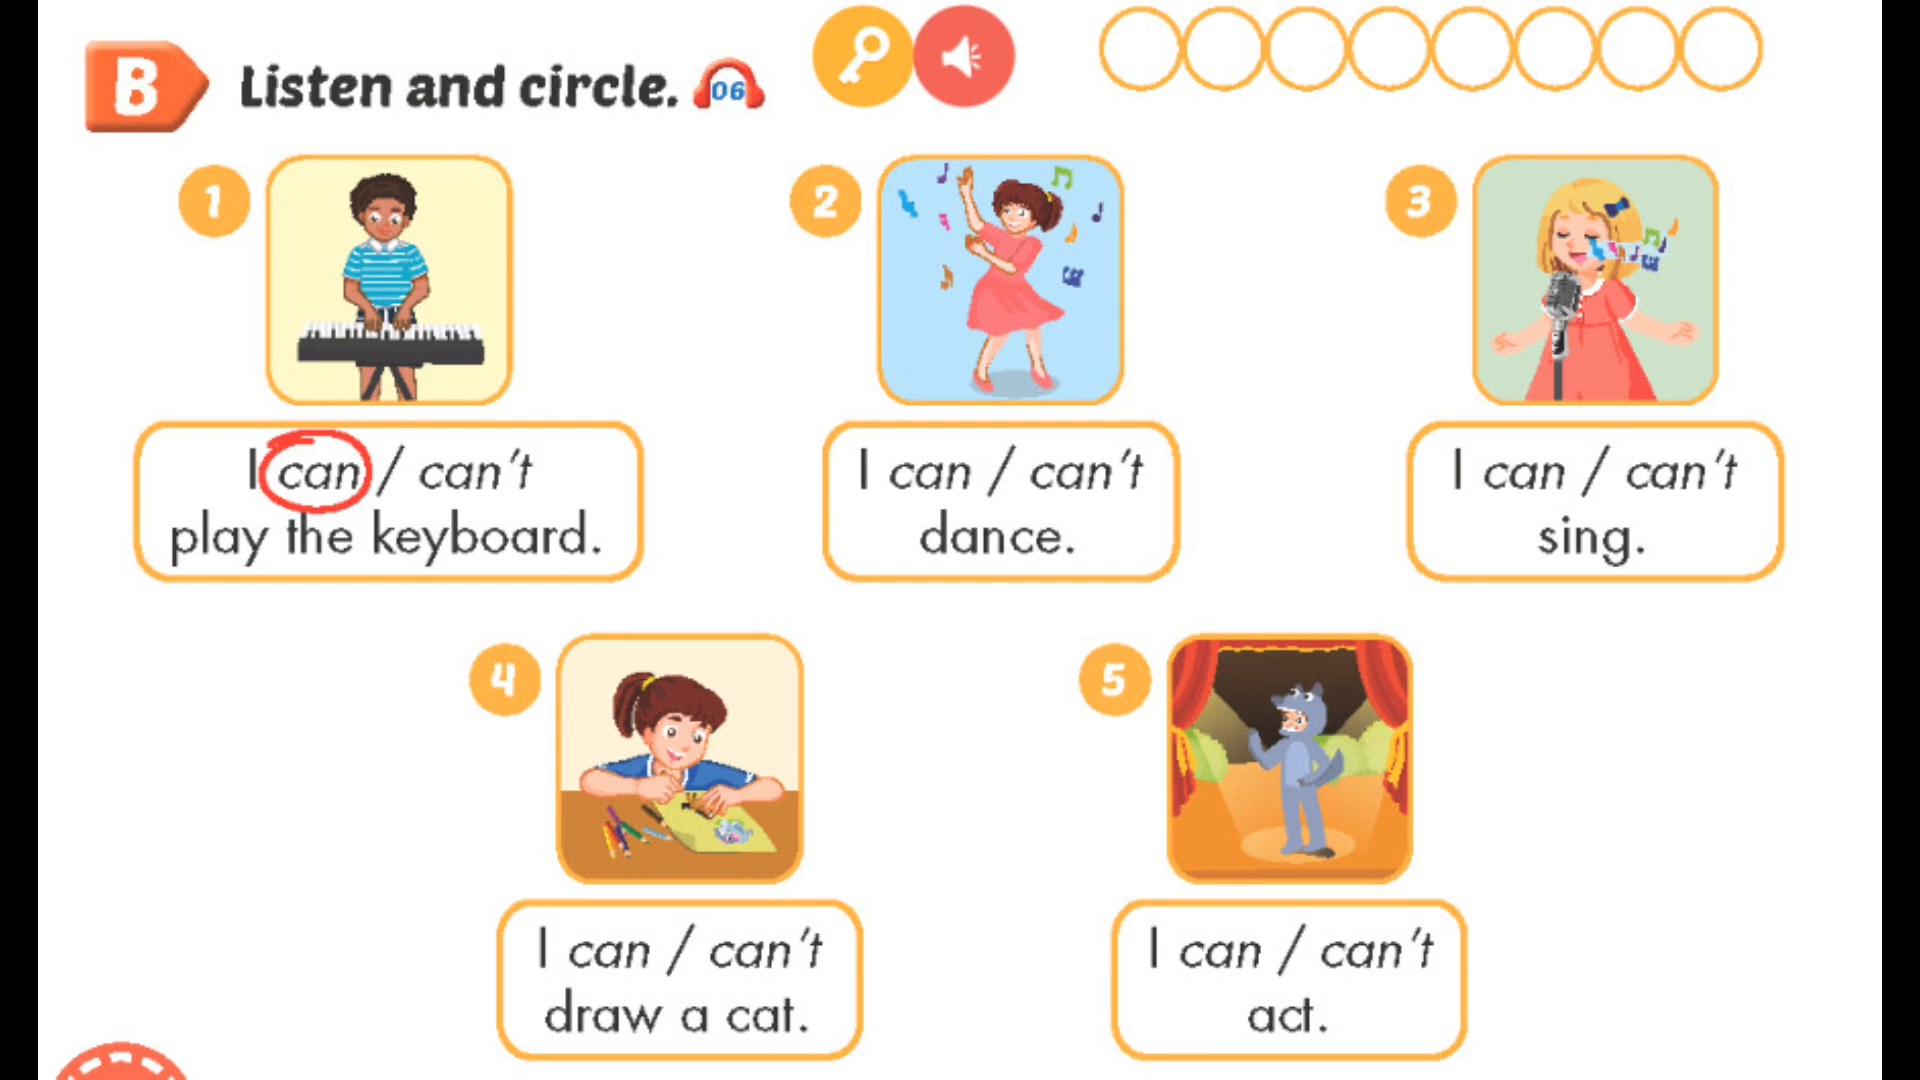 B Listen and circle. 06
1
2
3
I can / can't
play the keyboard.
I can / can't
dance.
I can / can't
sing.
4
5
I can / can't
draw a cat.
I can / can't
act.